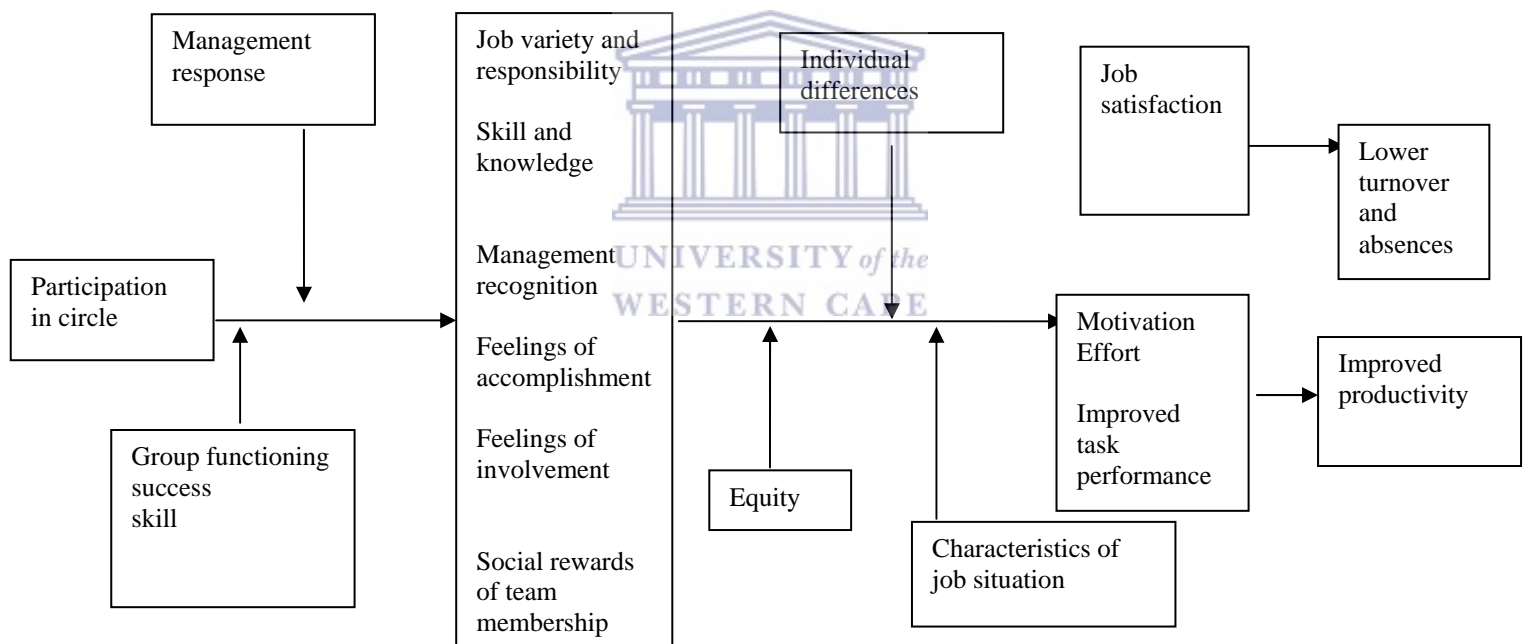 Management
response
Job variety and
responsibility
Skill and
knowledge
Management
recognition
Feelings of
accomplishment
Feelings of
involvement
Social rewards
of team
membership
Individual
differences
Job
satisfaction
Lower
turnover
and
absences
UNIVERSITY of the
WESTERN CAPE
Participation
in circle
Group functioning
success
skill
Equity
Characteristics of
job situation
Motivation
Effort
Improved
task
performance
Improved
productivity